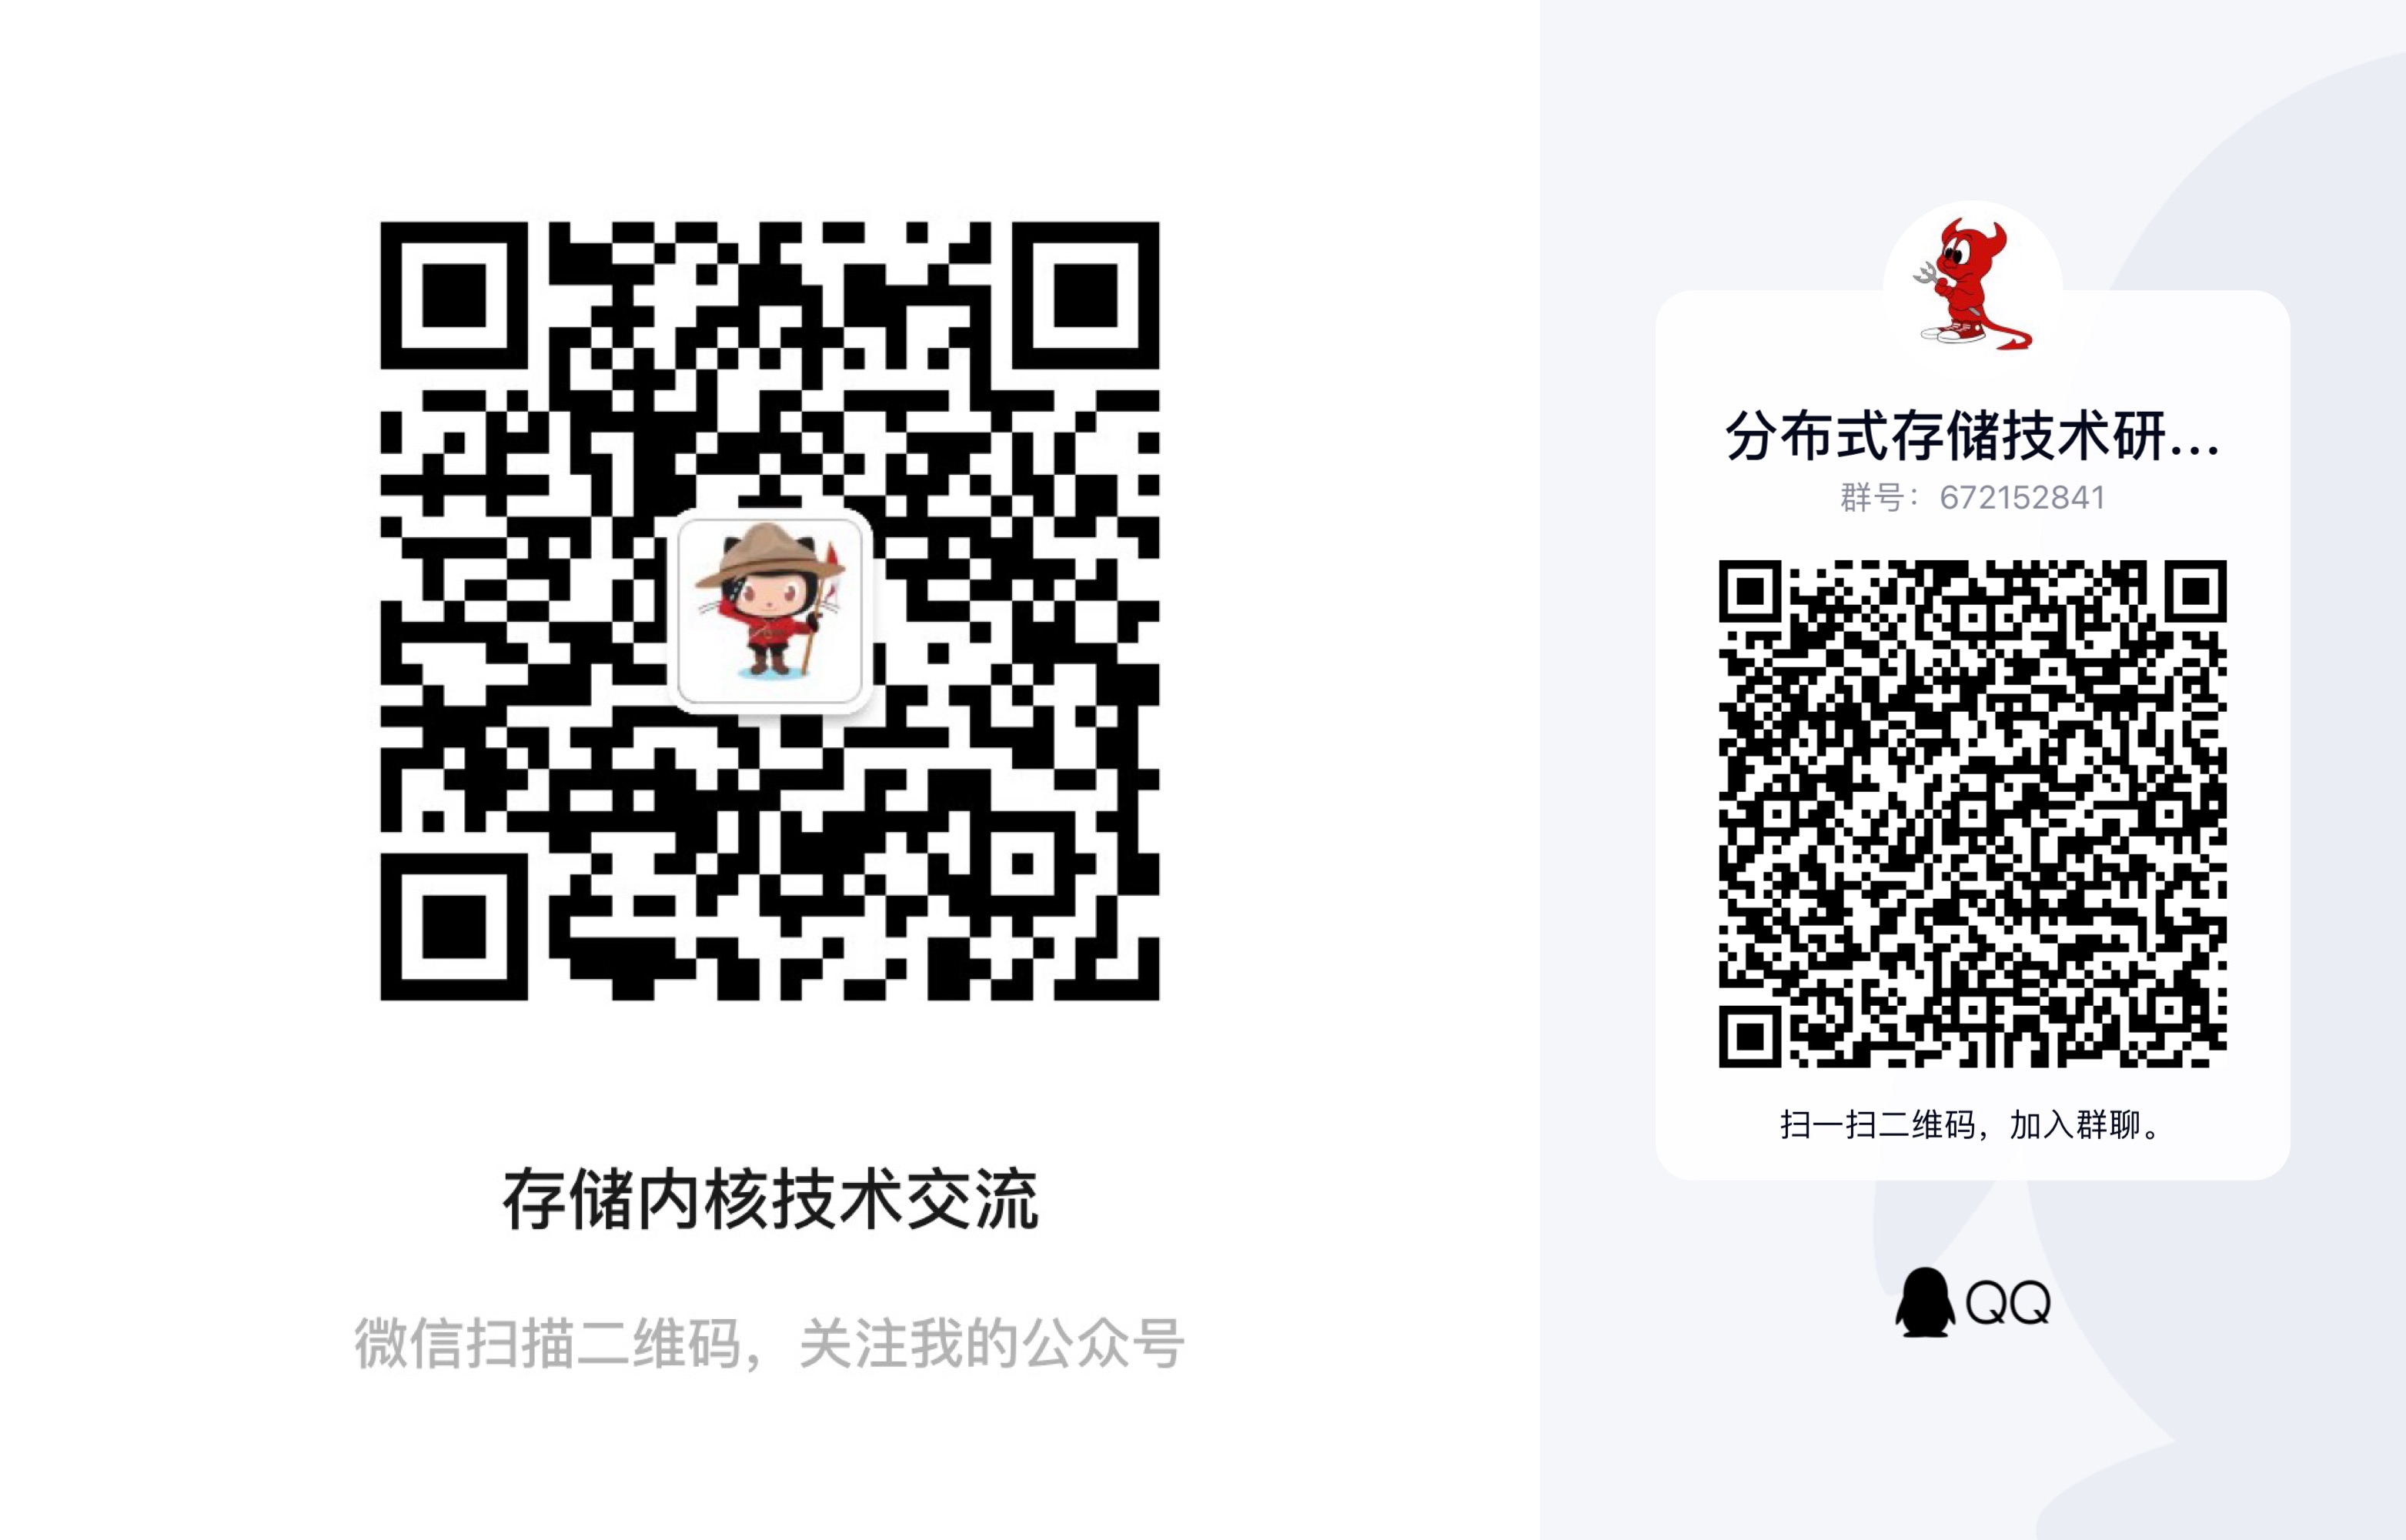 存储内核技术交流
微信扫描二维码，关注我的公众号
分布式存储技术研...
群号：672152841
扫一扫二维码，加入群聊。
QQ